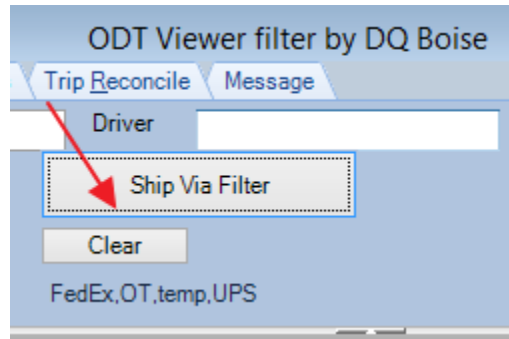 ODT Viewer filter by DQ Boise
Trip Reconcile Message
Driver
Ship Via Filter
Clear
FedEx,OT,temp,UPS